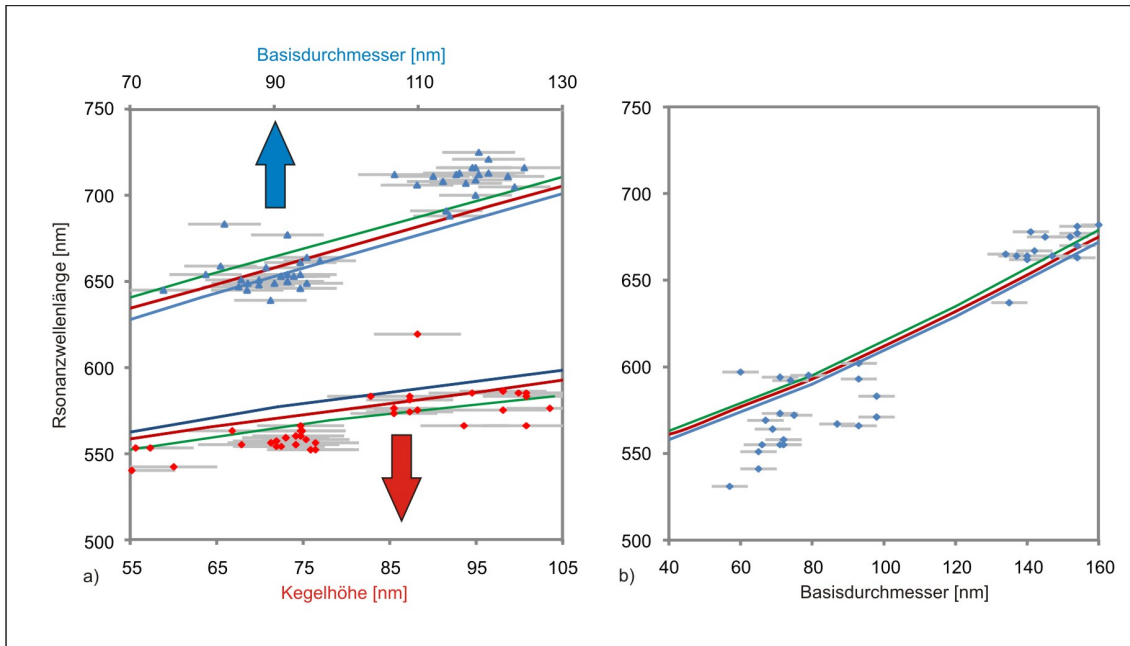 Basisdurchmesser [nm]
70 90 110 130
Rsonanzwellenlänge [nm]
750
700
650
600
550
500
55 65 75 85 95 105
a)
Kegelhöhe [nm]
750
700
650
600
550
500
40 60 80 100 120 140 160
b)
Basisdurchmesser [nm]